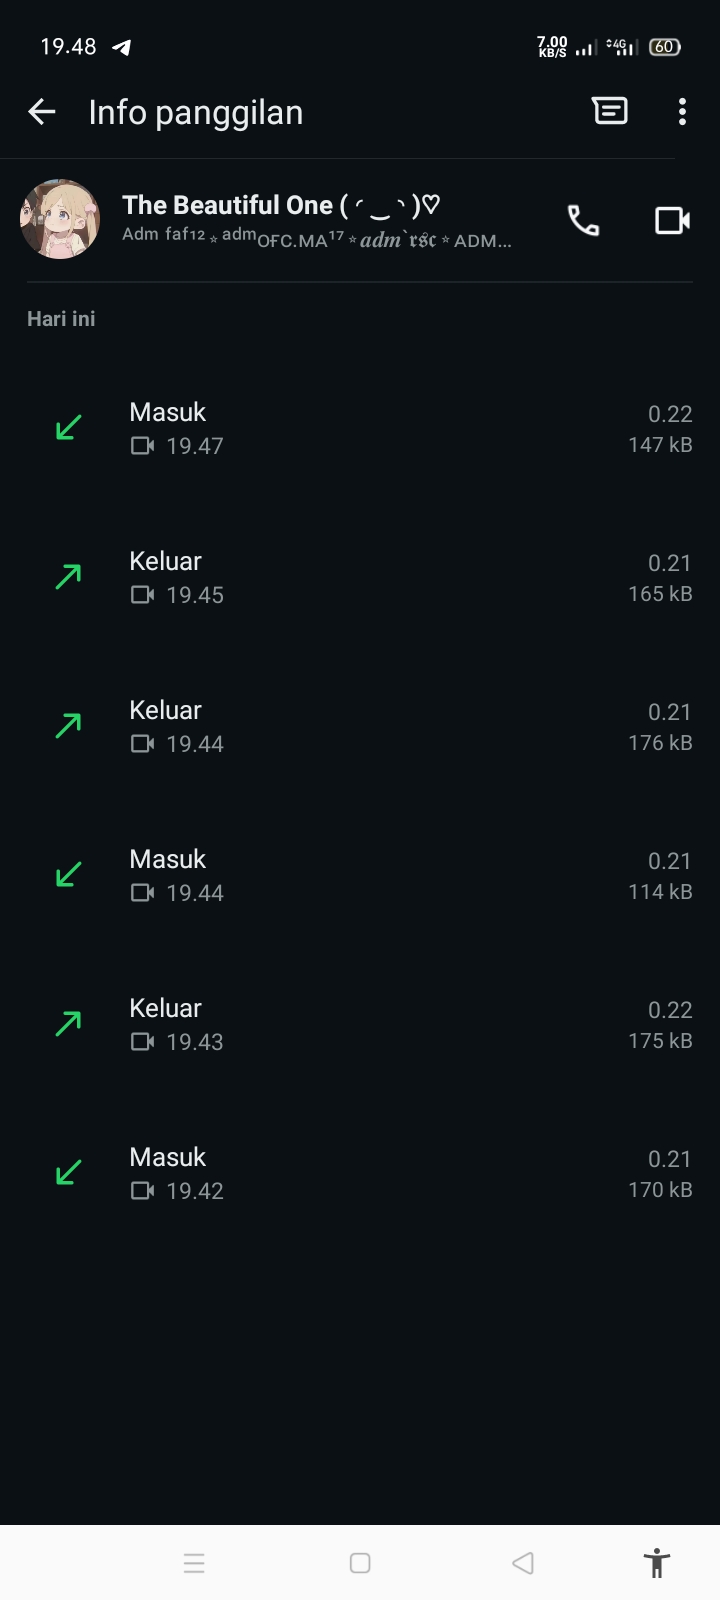 19.48 7.00 KB/S 4G 60
Info panggilan
The Beautiful One ( ◜‿◝ )♡
Adm faf₁₂ ⋆ ᵃᵈᵐOFC.MA¹⁷ ⋆ 𝒂𝒅𝒎`𝖗𝖘̊𝖈 ⋆ ADM...
Hari ini
Masuk 0.22
19.47 147 kB
Keluar 0.21
19.45 165 kB
Keluar 0.21
19.44 176 kB
Masuk 0.21
19.44 114 kB
Keluar 0.22
19.43 175 kB
Masuk 0.21
19.42 170 kB